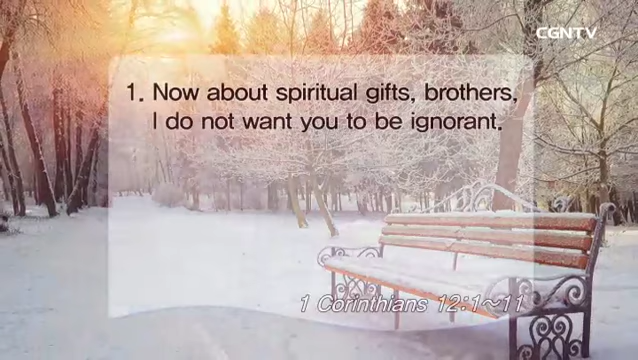 CGNTV
1. Now about spiritual gifts, brothers,
I do not want you to be ignorant.
1 Corinthians 12:1~11